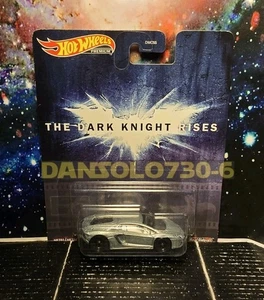 Hot Wheels
PREMIUM
THE DARK KNIGHT RISES
DANSOLO730-6